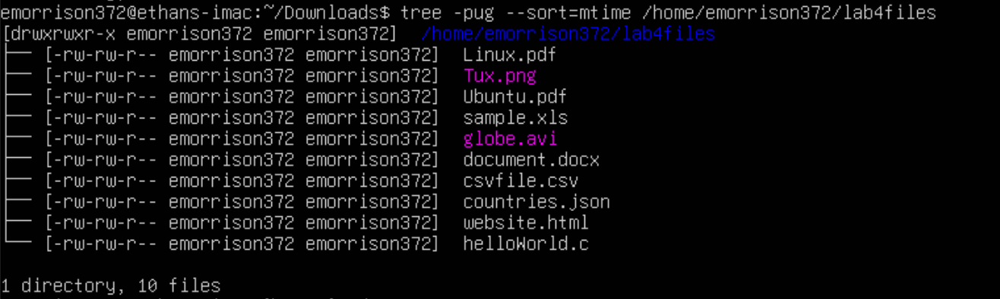 emorrison372@ethans-imac:~/Downloads$ tree -pug --sort=mtime /home/emorrison372/lab4files
[drwxrwxr-x emorrison372 emorrison372]  /home/emorrison372/lab4files
├── [-rw-rw-r-- emorrison372 emorrison372]  Linux.pdf
├── [-rw-rw-r-- emorrison372 emorrison372]  Tux.png
├── [-rw-rw-r-- emorrison372 emorrison372]  Ubuntu.pdf
├── [-rw-rw-r-- emorrison372 emorrison372]  sample.xls
├── [-rw-rw-r-- emorrison372 emorrison372]  globe.avi
├── [-rw-rw-r-- emorrison372 emorrison372]  document.docx
├── [-rw-rw-r-- emorrison372 emorrison372]  csvfile.csv
├── [-rw-rw-r-- emorrison372 emorrison372]  countries.json
├── [-rw-rw-r-- emorrison372 emorrison372]  website.html
└── [-rw-rw-r-- emorrison372 emorrison372]  helloWorld.c
1 directory, 10 files